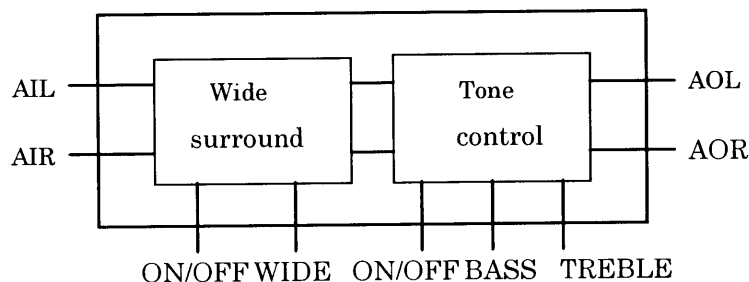 AIL
Wide
surround
Tone
control
AOL
AIR
AOR
ON/OFF WIDE ON/OFF BASS TREBLE